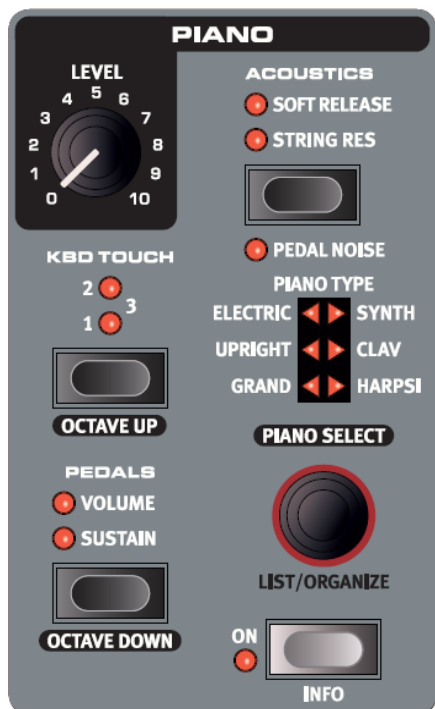 PIANO
LEVEL
0 1 2 3 4 5 6 7 8 9 10
ACOUSTICS
SOFT RELEASE
STRING RES
PEDAL NOISE
KBD TOUCH
2
3
1
OCTAVE UP
PIANO TYPE
ELECTRIC SYNTH
UPRIGHT CLAV
GRAND HARPSI
PIANO SELECT
LIST/ORGANIZE
PEDALS
VOLUME
SUSTAIN
OCTAVE DOWN
ON
INFO